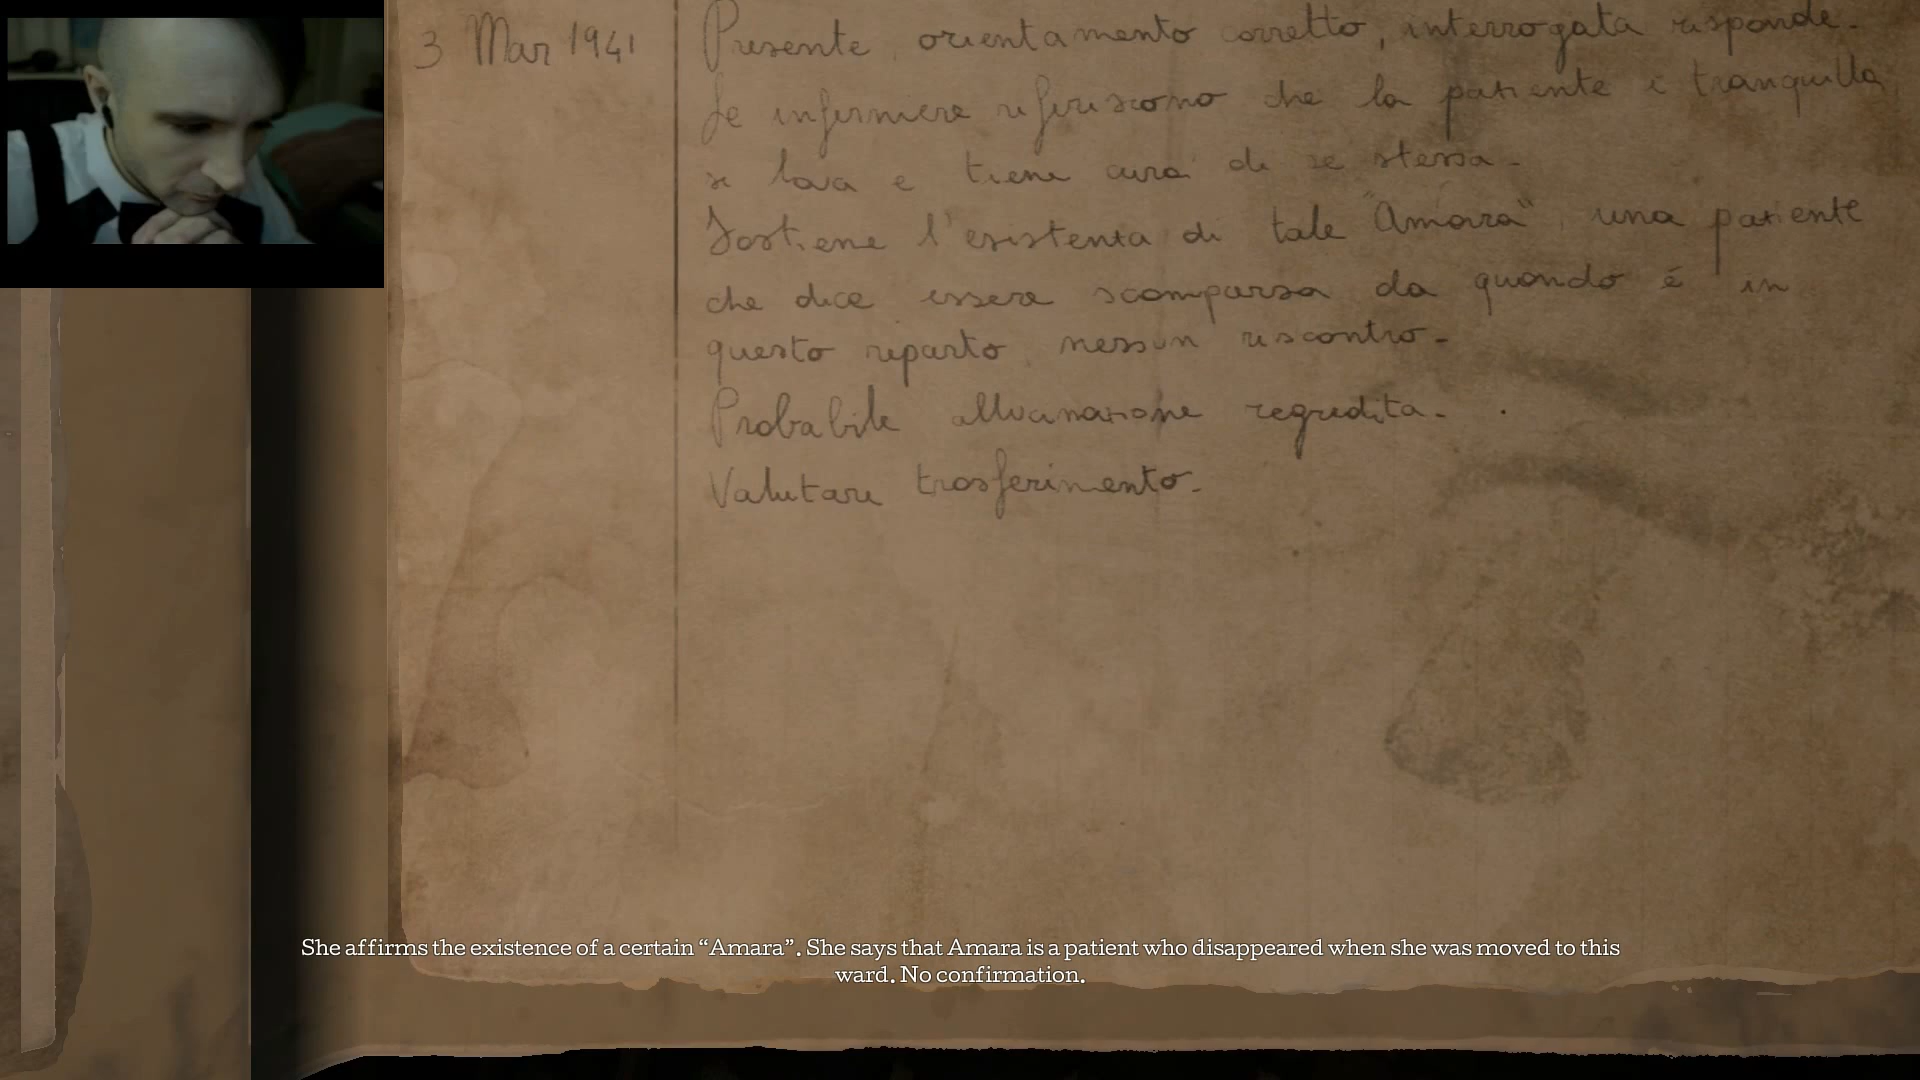 3 Mar 1941
Presente, orientamento corretto, interrogata risponde.
Le infermiere riferiscono che la paziente è tranquilla,
si lava e tiene cura di se stessa.
Sostiene l'esistenza di tale "Amara", una paziente
che dice essere scomparsa da quando é in
questo reparto, nessun riscontro.
Probabile allucinazione regredita.
Valutare trasferimento.
She affirms the existence of a certain “Amara”. She says that Amara is a patient who disappeared when she was moved to this
ward. No confirmation.